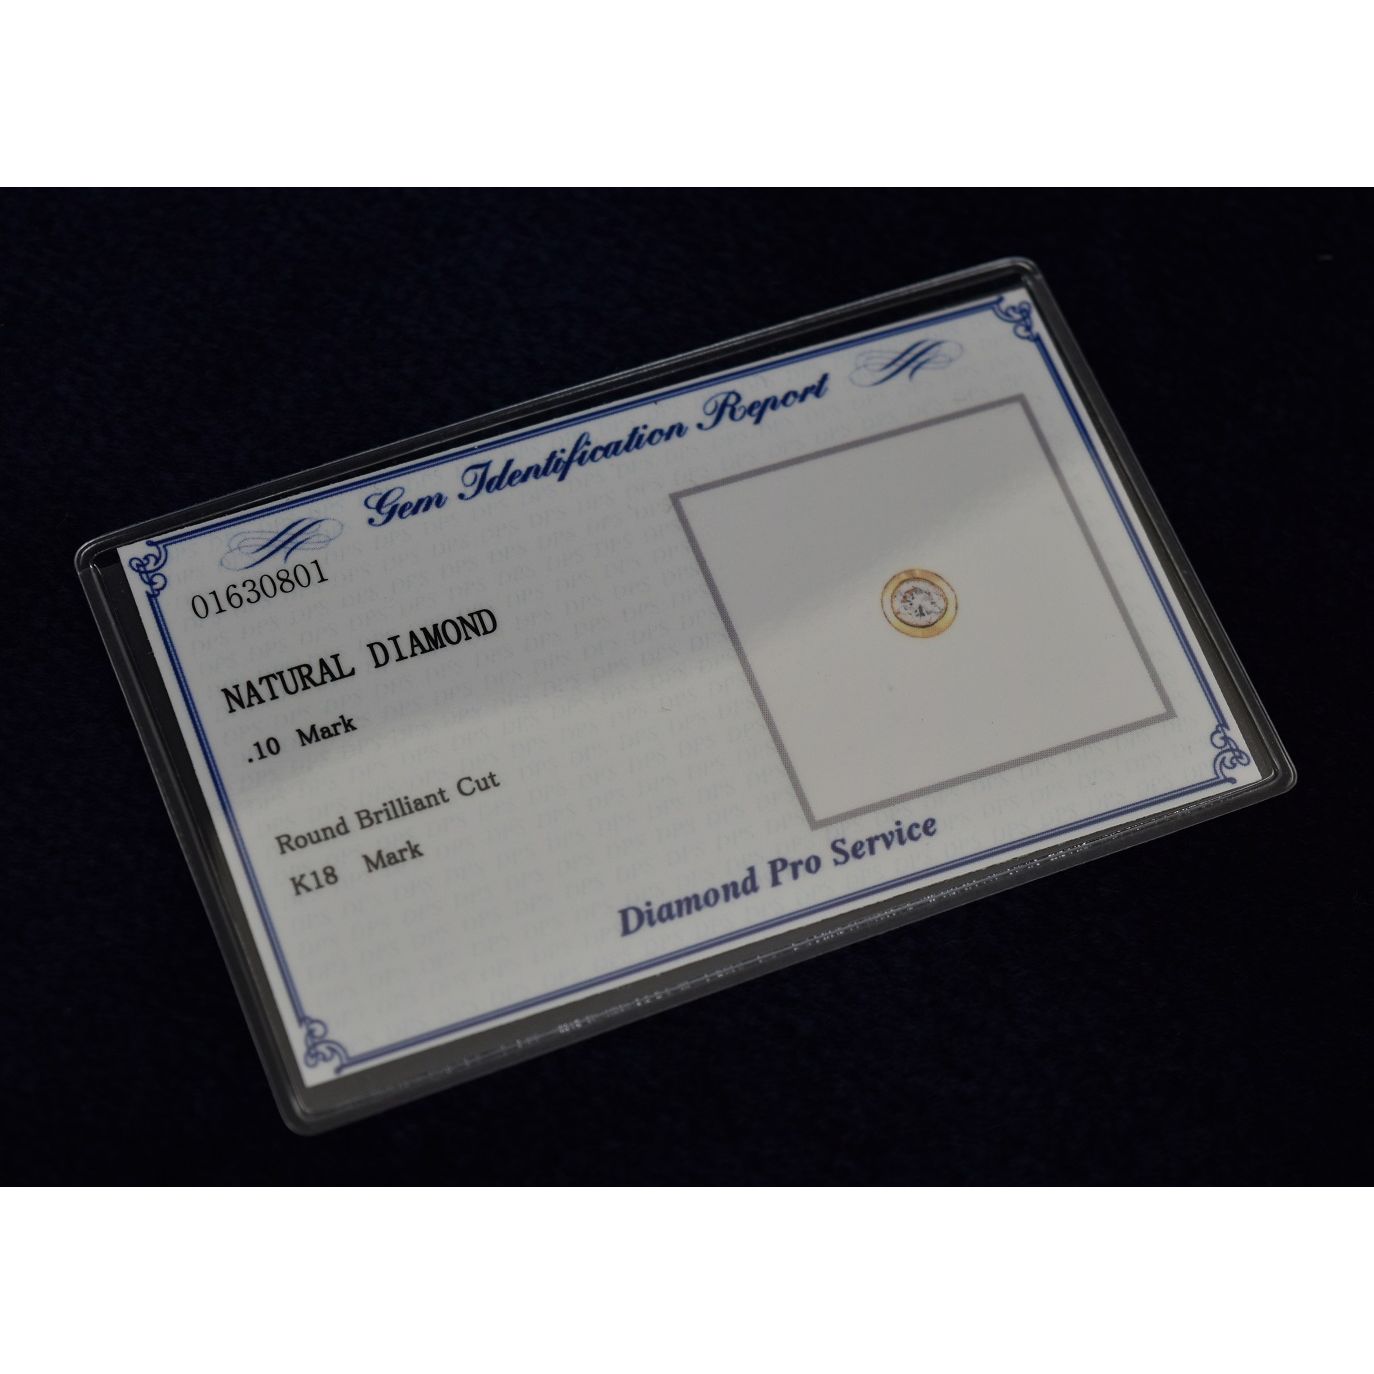 Gem Identification Report
01630801
NATURAL DIAMOND
.10 Mark
Round Brilliant Cut
K18 Mark
Diamond Pro Service